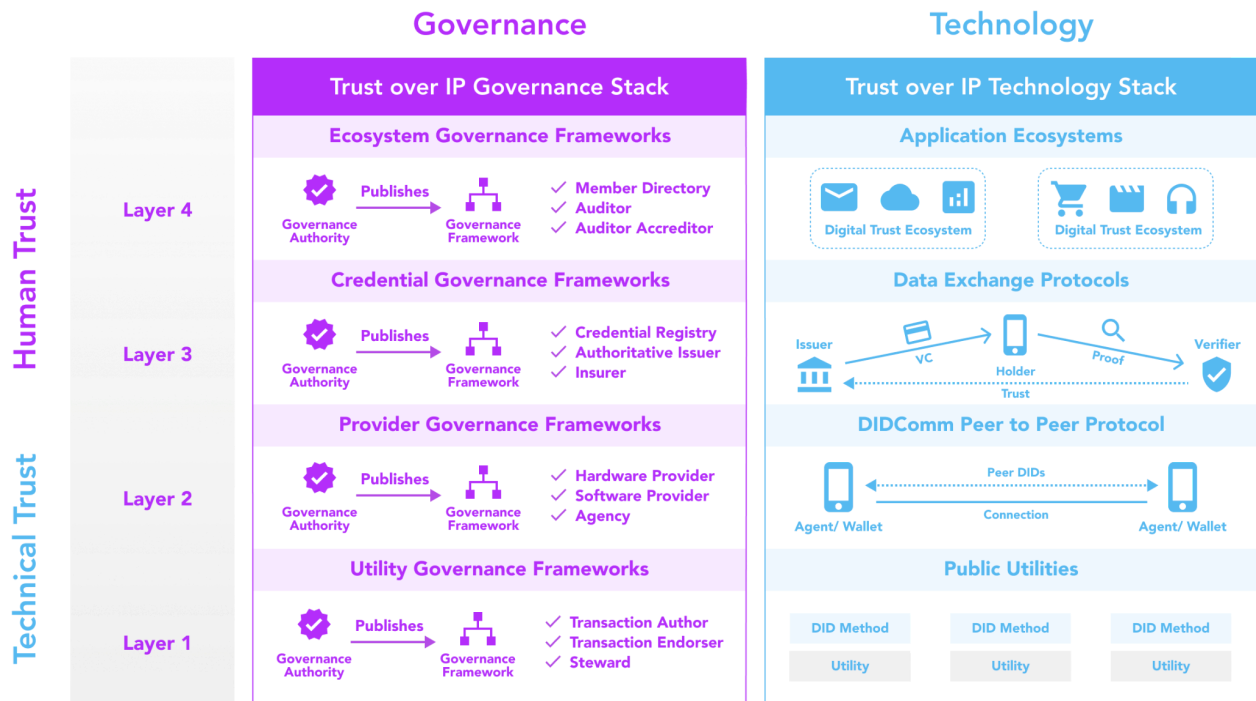 Governance
Technology
Trust over IP Governance Stack
Trust over IP Technology Stack
Human Trust
Technical Trust
Ecosystem Governance Frameworks
Application Ecosystems
Layer 4
Governance
Authority
Publishes
Governance
Framework
Member Directory
Auditor
Auditor Accreditor
Digital Trust Ecosystem
Digital Trust Ecosystem
Credential Governance Frameworks
Data Exchange Protocols
Layer 3
Governance
Authority
Publishes
Governance
Framework
Credential Registry
Authoritative Issuer
Insurer
Issuer
VC
Holder
Proof
Verifier
Trust
Provider Governance Frameworks
DIDComm Peer to Peer Protocol
Layer 2
Governance
Authority
Publishes
Governance
Framework
Hardware Provider
Software Provider
Agency
Agent/ Wallet
Peer DIDs
Connection
Agent/ Wallet
Utility Governance Frameworks
Public Utilities
Layer 1
Governance
Authority
Publishes
Governance
Framework
Transaction Author
Transaction Endorser
Steward
DID Method
DID Method
DID Method
Utility
Utility
Utility